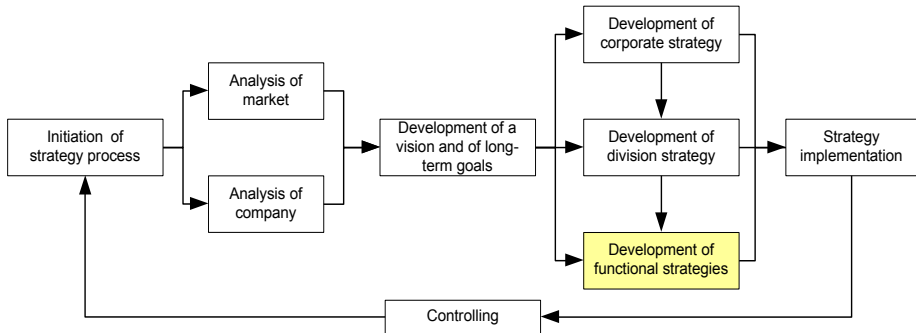 Initiation of
strategy process
Analysis of
market
Analysis of
company
Development of a
vision and of long-
term goals
Development of
corporate strategy
Development of
division strategy
Development of
functional strategies
Strategy
implementation
Controlling